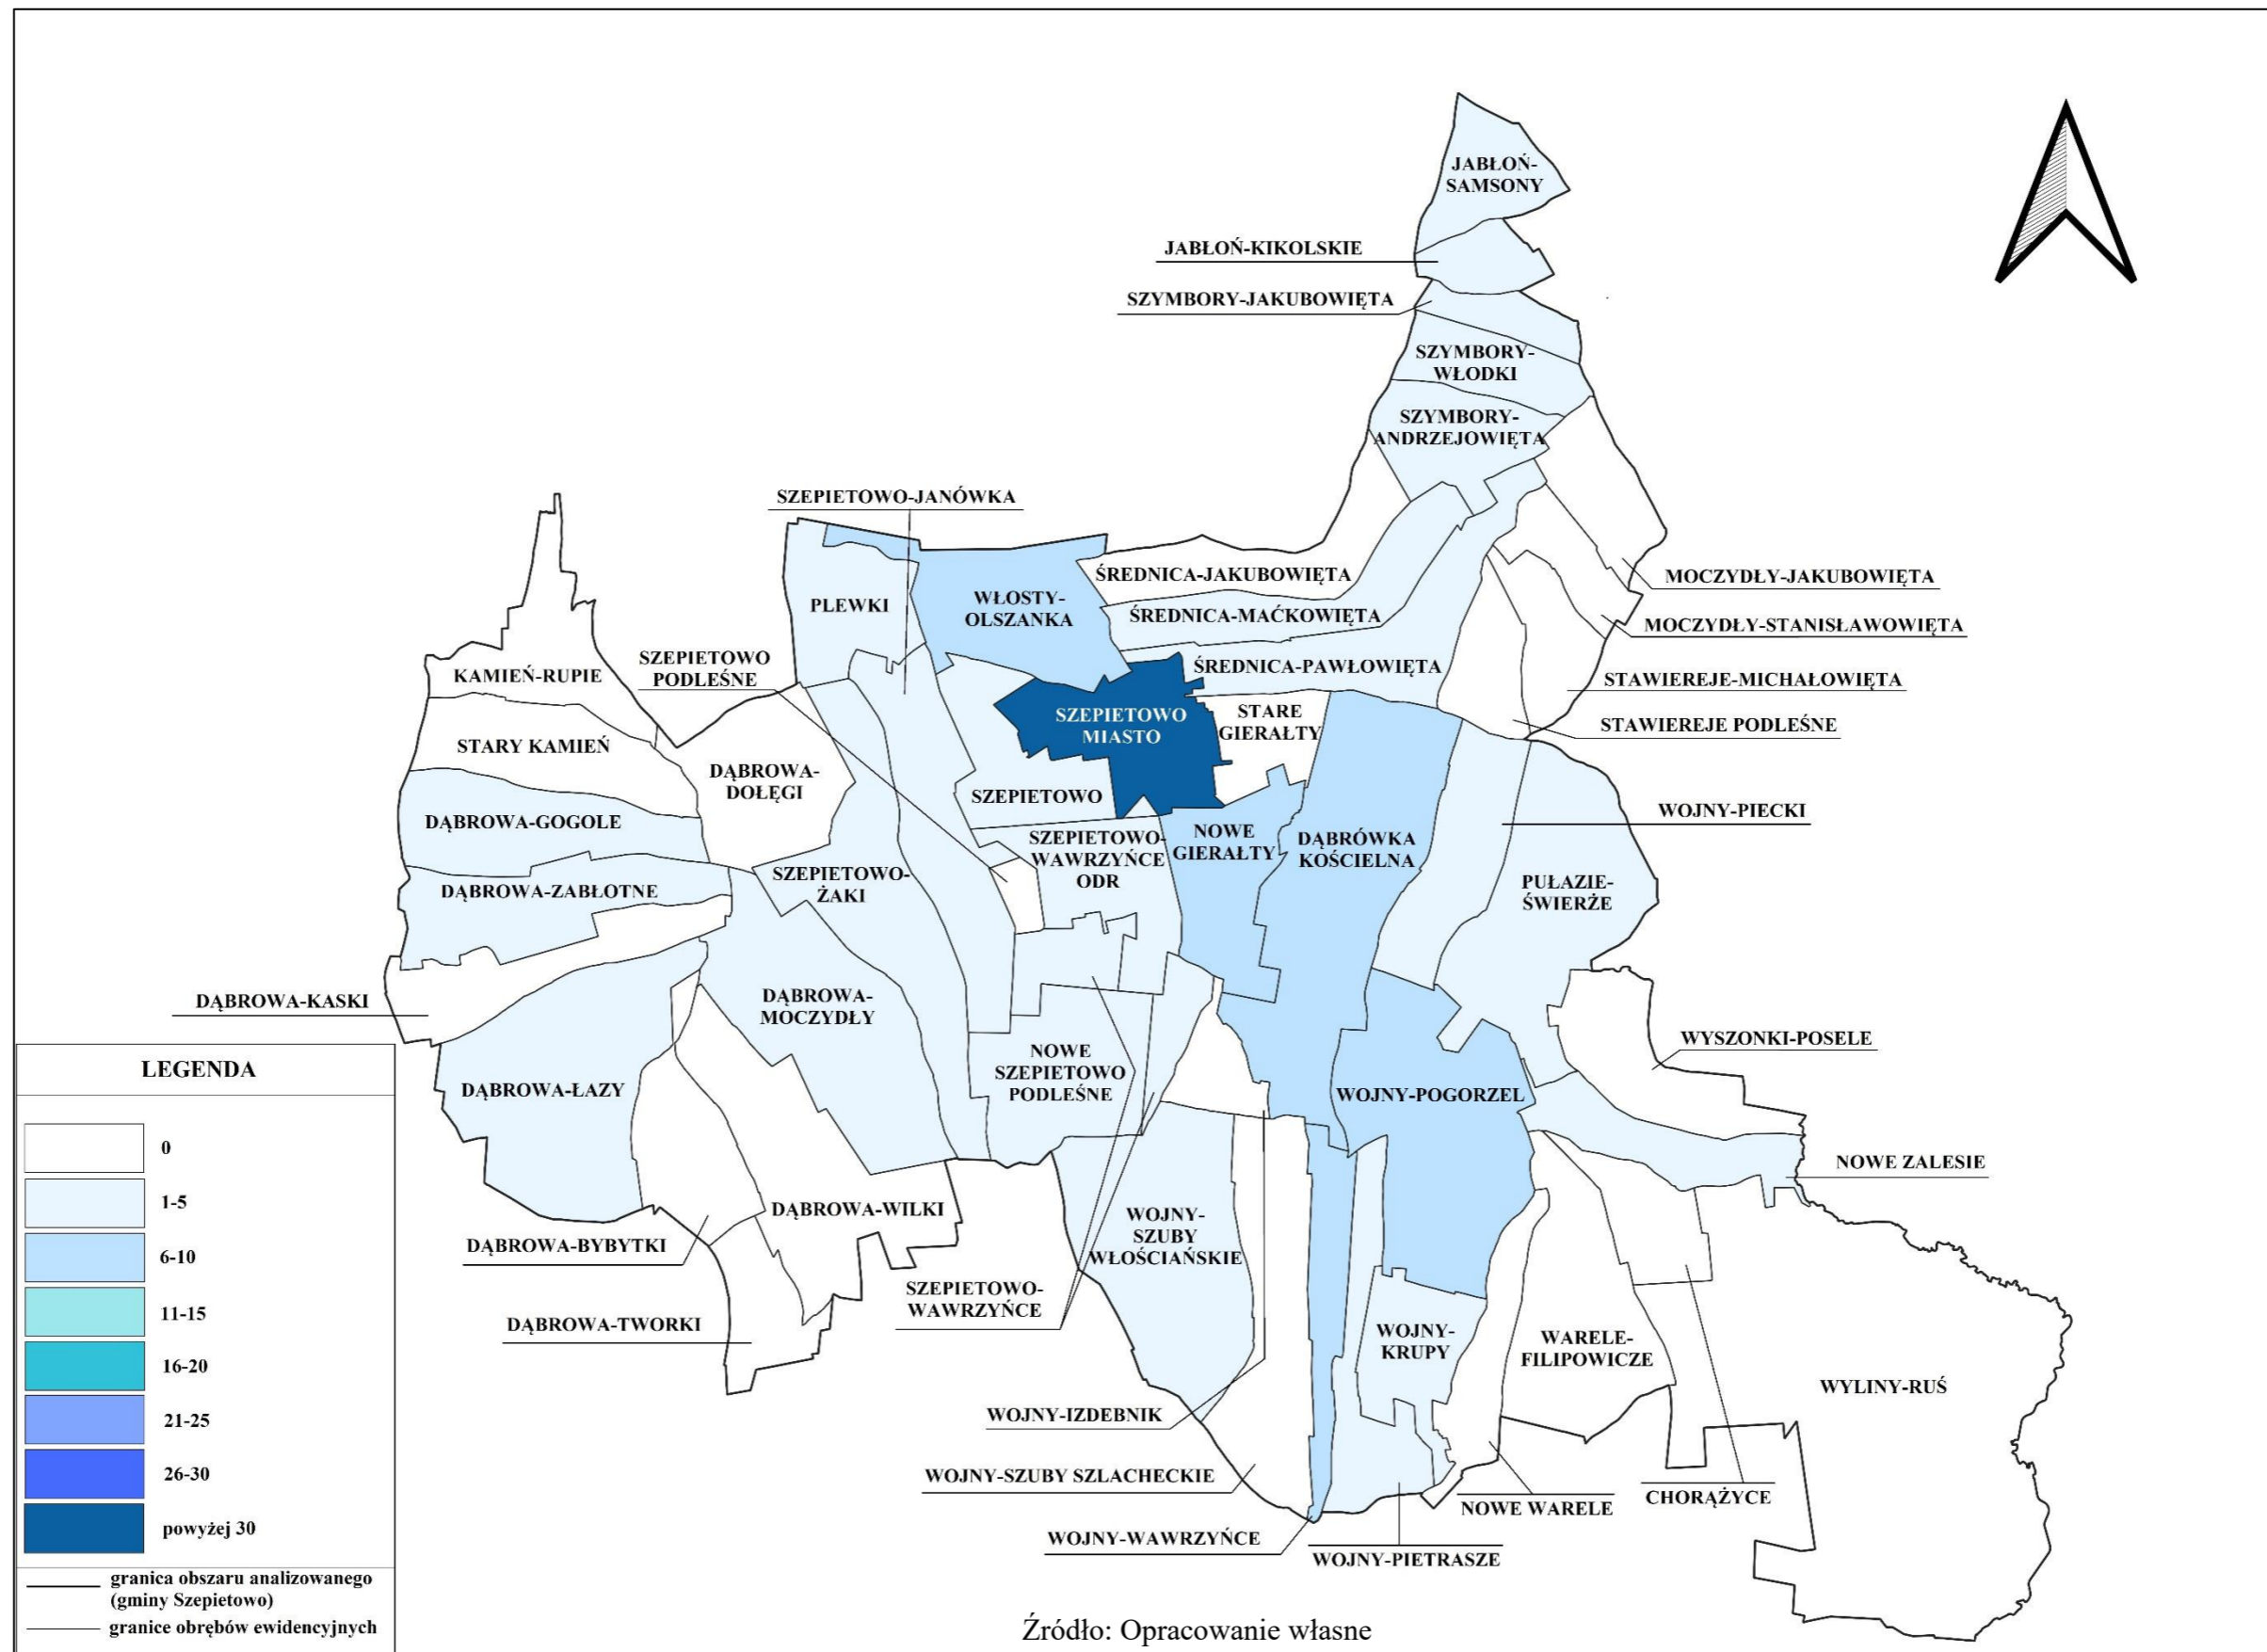 JABŁOŃ-
SAMSONY
JABŁOŃ-KIKOLSKIE
SZYMBORY-JAKUBOWIĘTA
SZYMBORY-
WŁODKI
SZYMBORY-
ANDRZEJOWIĘTA
SZEPIETOWO-JANÓWKA
ŚREDNICA-JAKUBOWIĘTA
MOCZYDŁY-JAKUBOWIĘTA
PLEWKI
WŁOSTY-
OLSZANKA
ŚREDNICA-MAĆKOWIĘTA
MOCZYDŁY-STANISŁAWOWIĘTA
SZEPIETOWO
PODLEŚNE
KAMIEŃ-RUPIE
ŚREDNICA-PAWŁOWIĘTA
STAWIEREJE-MICHAŁOWIĘTA
SZEPIETOWO
MIASTO
STARE
GIERAŁTY
STAWIEREJE PODLEŚNE
STARY KAMIEŃ
DĄBROWA-
DOŁĘGI
SZEPIETOWO
WOJNY-PIECKI
DĄBROWA-GOGOLE
SZEPIETOWO-
WAWRZYŃCE
ODR
NOWE
GIERAŁTY
DĄBRÓWKA
KOŚCIELNA
DĄBROWA-ZABŁOTNE
SZEPIETOWO-
ŻAKI
PUŁAZIE-
ŚWIERŻE
DĄBROWA-KASKI
DĄBROWA-
MOCZYDŁY
WYSZONKI-POSELE
NOWE
SZEPIETOWO
PODLEŚNE
DĄBROWA-ŁAZY
WOJNY-POGORZEL
NOWE ZALESIE
DĄBROWA-WILKI
WOJNY-
SZUBY
WŁOŚCIAŃSKIE
DĄBROWA-BYBYTKI
SZEPIETOWO-
WAWRZYŃCE
DĄBROWA-TWORKI
WOJNY-
KRUPY
WARELE-
FILIPOWICZE
WYLINY-RUŚ
WOJNY-IZDEBNIK
WOJNY-SZUBY SZLACHECKIE
CHORĄŻYCE
NOWE WARELE
WOJNY-WAWRZYŃCE
WOJNY-PIETRASZE
LEGENDA
0
1-5
6-10
11-15
16-20
21-25
26-30
powyżej 30
granica obszaru analizowanego
(gminy Szepietowo)
granice obrębów ewidencyjnych
Źródło: Opracowanie własne